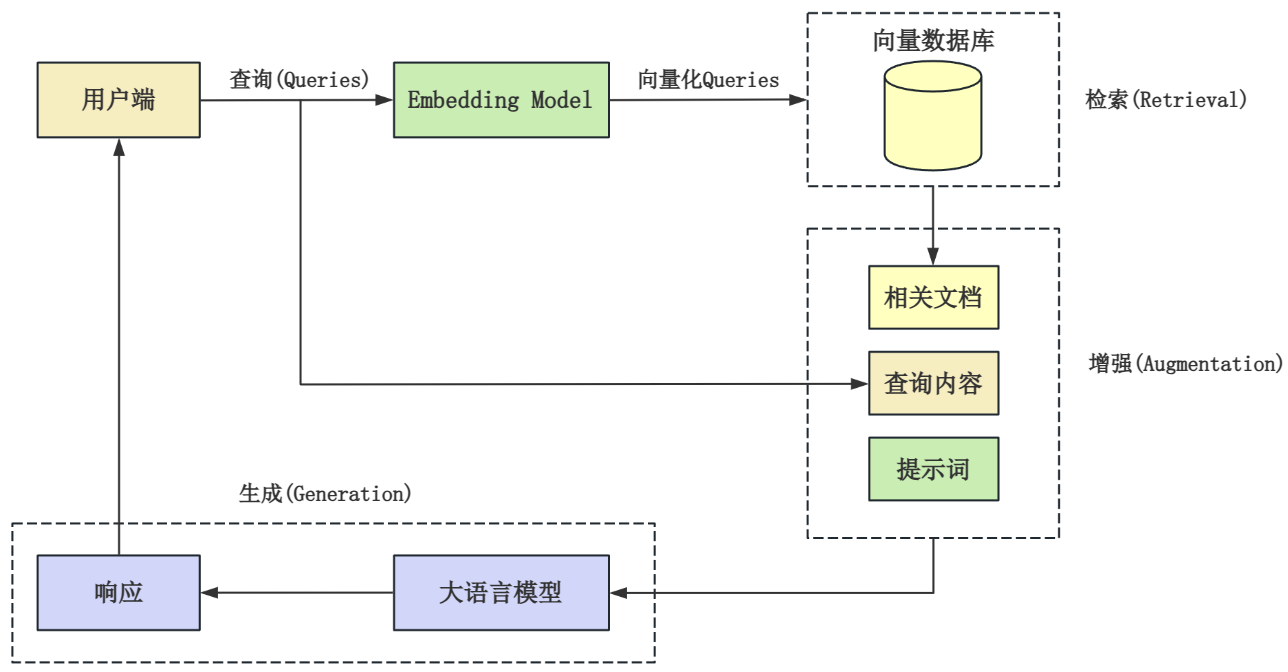 向量数据库
用户端
查询(Queries)
Embedding Model
向量化Queries
检索(Retrieval)
相关文档
查询内容
增强(Augmentation)
提示词
生成(Generation)
响应
大语言模型